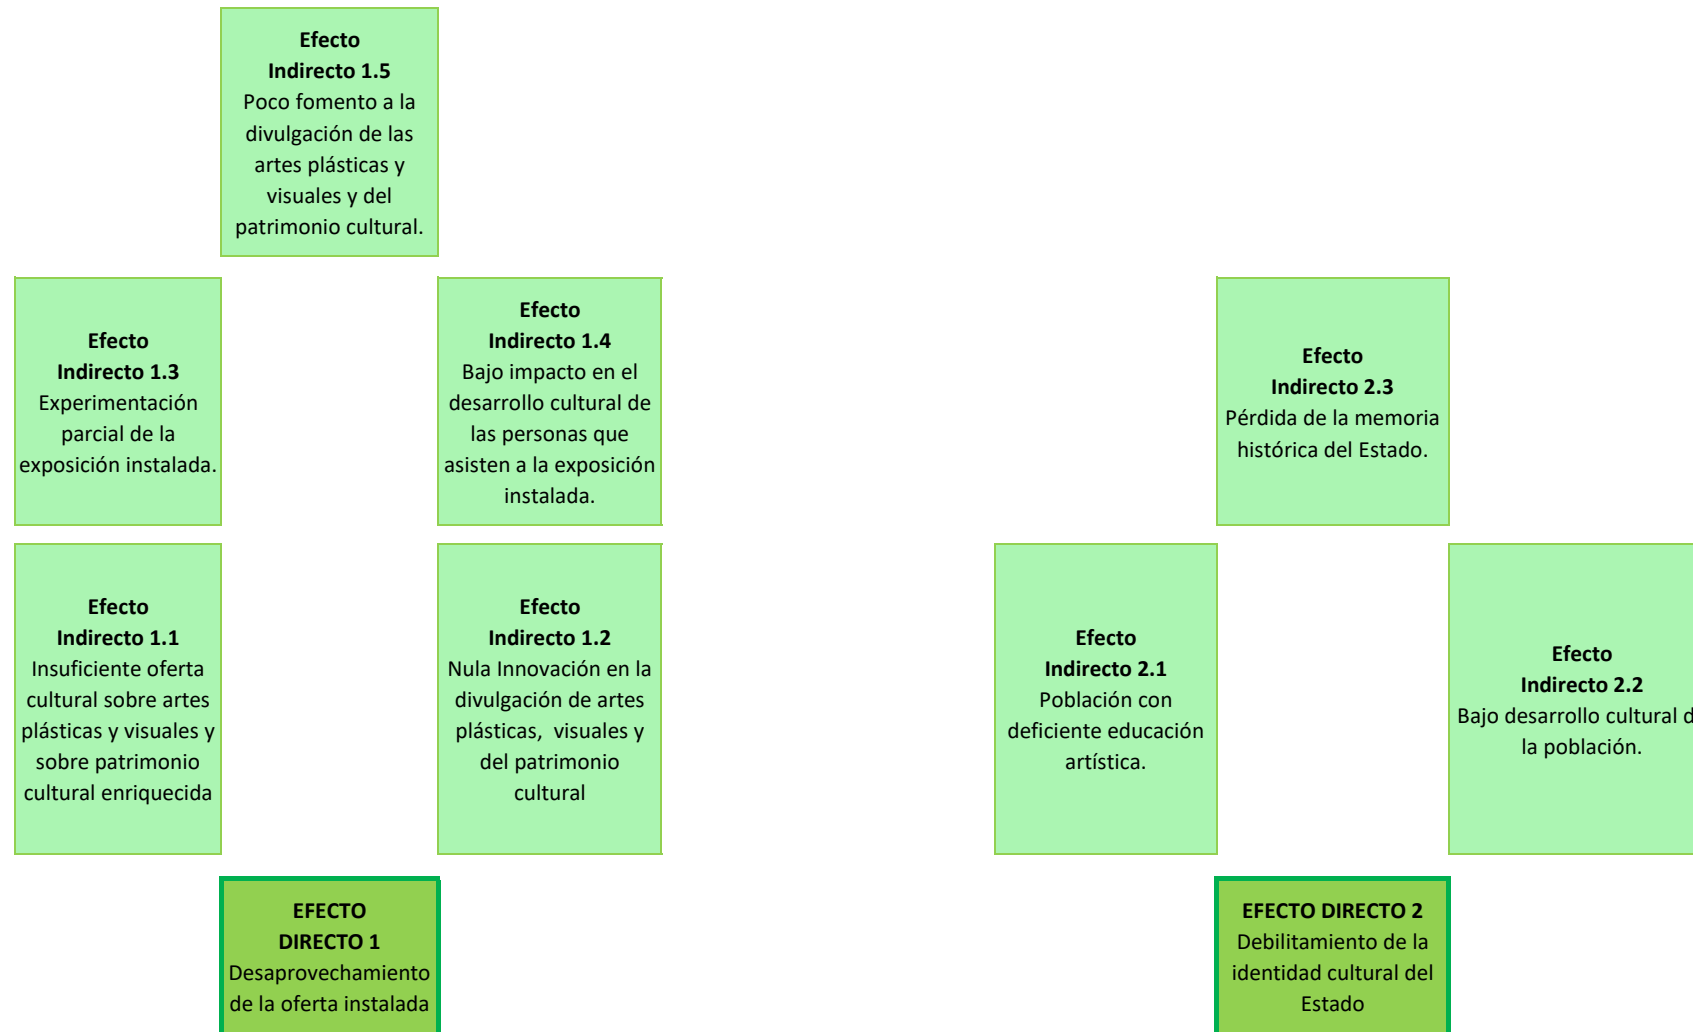 Efecto
Indirecto 1.5
Poco fomento a la
divulgación de las
artes plásticas y
visuales y del
patrimonio cultural.
Efecto
Indirecto 1.3
Experimentación
parcial de la
exposición instalada.
Efecto
Indirecto 1.4
Bajo impacto en el
desarrollo cultural de
las personas que
asisten a la exposición
instalada.
Efecto
Indirecto 2.3
Pérdida de la memoria
histórica del Estado.
Efecto
Indirecto 1.1
Insuficiente oferta
cultural sobre artes
plásticas y visuales y
sobre patrimonio
cultural enriquecida
Efecto
Indirecto 1.2
Nula Innovación en la
divulgación de artes
plásticas, visuales y
del patrimonio
cultural
Efecto
Indirecto 2.1
Población con
deficiente educación
artística.
Efecto
Indirecto 2.2
Bajo desarrollo cultural
la población.
EFECTO
DIRECTO 1
Desaprovechamiento
de la oferta instalada
EFECTO DIRECTO 2
Debilitamiento de la
identidad cultural del
Estado